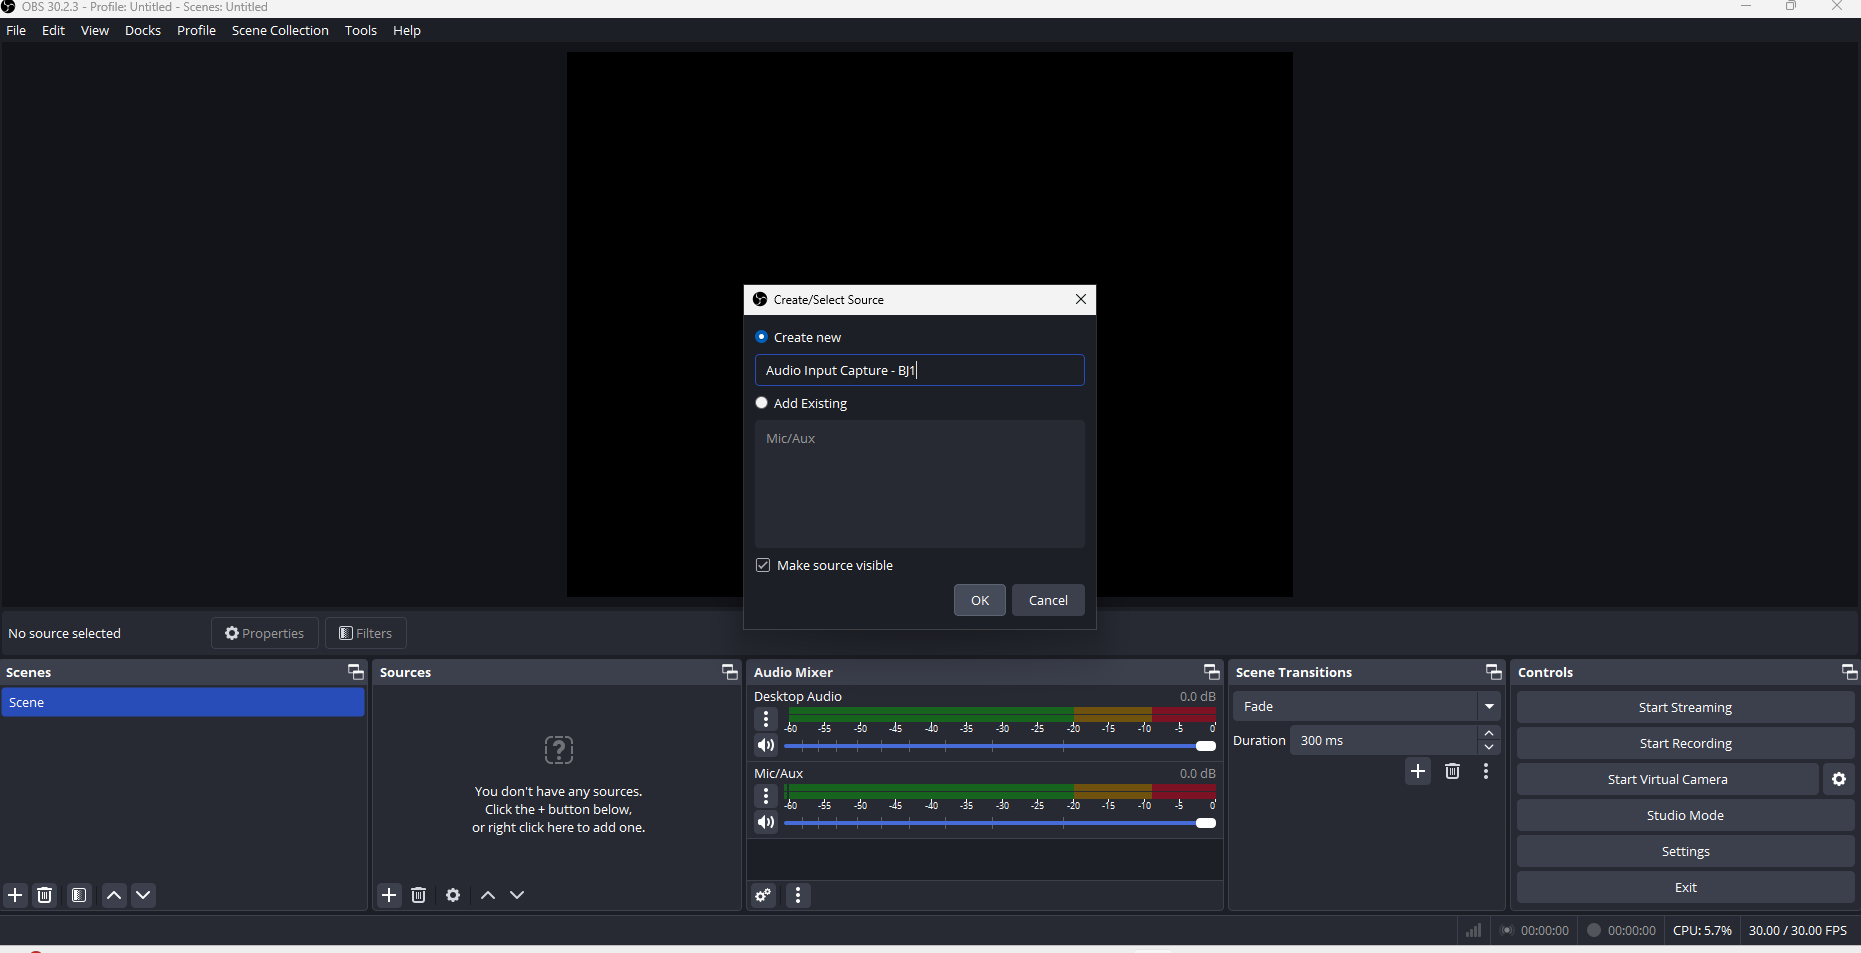 OBS 30.2.3 - Profile: Untitled - Scenes: Untitled
File Edit View Docks Profile Scene Collection Tools Help
Create/Select Source
Create new
Audio Input Capture - BJ1
Add Existing
Mic/Aux
Make source visible
OK Cancel
No source selected Properties Filters
Scenes
Scene
Sources
You don't have any sources.
Click the + button below,
or right click here to add one.
Audio Mixer
Desktop Audio 0.0 dB
-60 -55 -50 -45 -40 -35 -30 -25 -20 -15 -10 -5 0
Mic/Aux 0.0 dB
-60 -55 -50 -45 -40 -35 -30 -25 -20 -15 -10 -5 0
Scene Transitions
Fade
Duration 300 ms
Controls
Start Streaming
Start Recording
Start Virtual Camera
Studio Mode
Settings
Exit
00:00:00 00:00:00 CPU: 5.7% 30.00 / 30.00 FPS